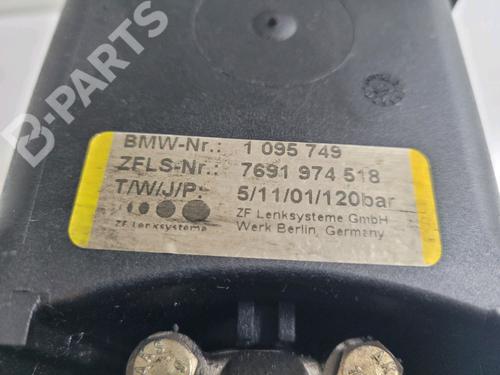 B-PARTS
BMW-Nr.: 1 095 749
ZFLS-Nr.: 7691 974 518
T/W/J/P: 5/11/01/120bar
ZF Lenksysteme GmbH
ZF Lenksysteme Werk Berlin, Germany
B-PARTS